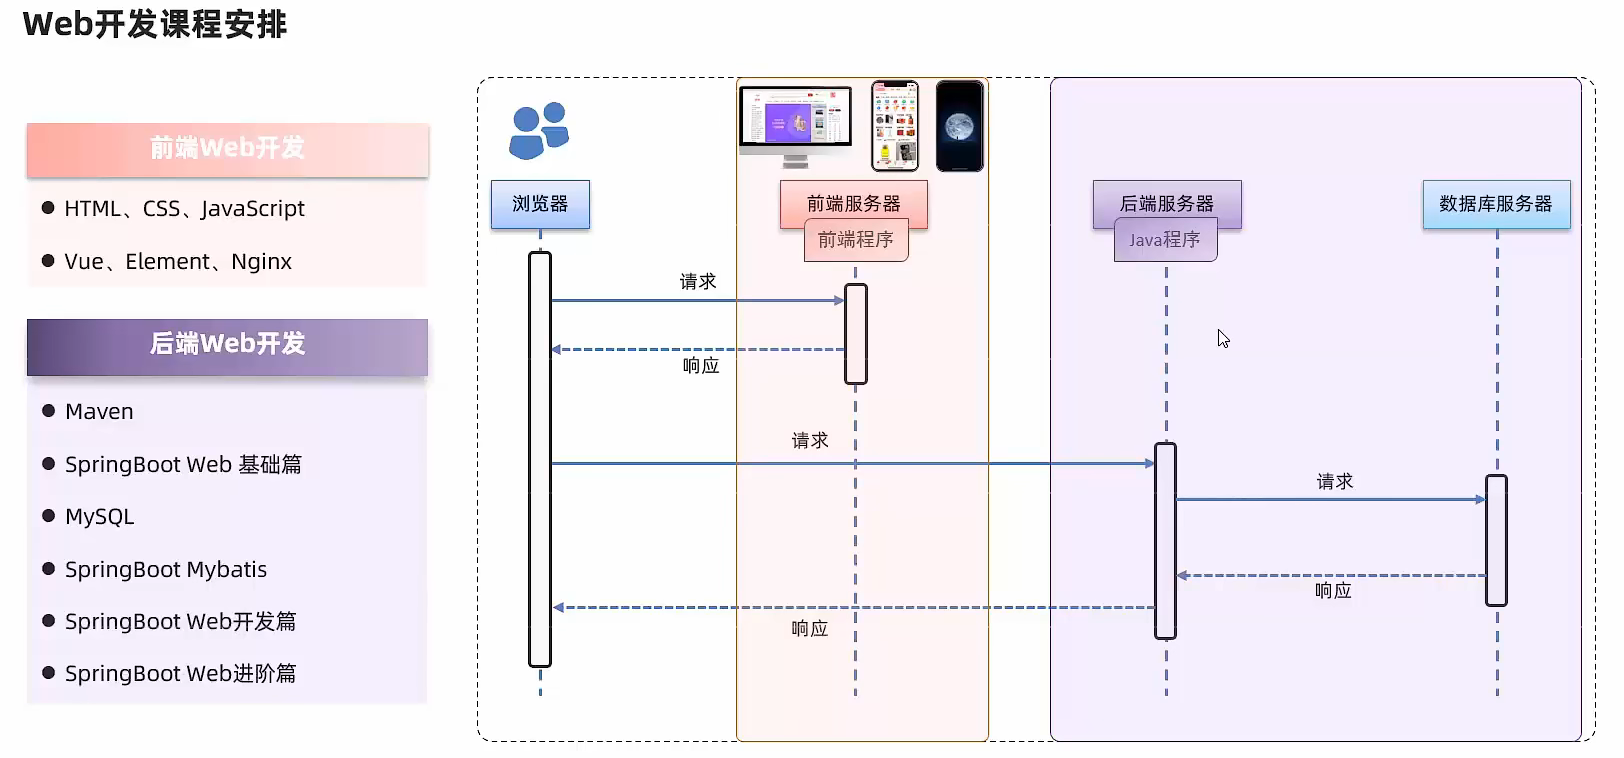 Web开发课程安排
前端Web开发
HTML、CSS、JavaScript
Vue、Element、Nginx
后端Web开发
Maven
SpringBoot Web 基础篇
MySQL
SpringBoot Mybatis
SpringBoot Web开发篇
SpringBoot Web进阶篇
浏览器
前端服务器
前端程序
后端服务器
Java程序
数据库服务器
请求
响应
请求
请求
响应
响应